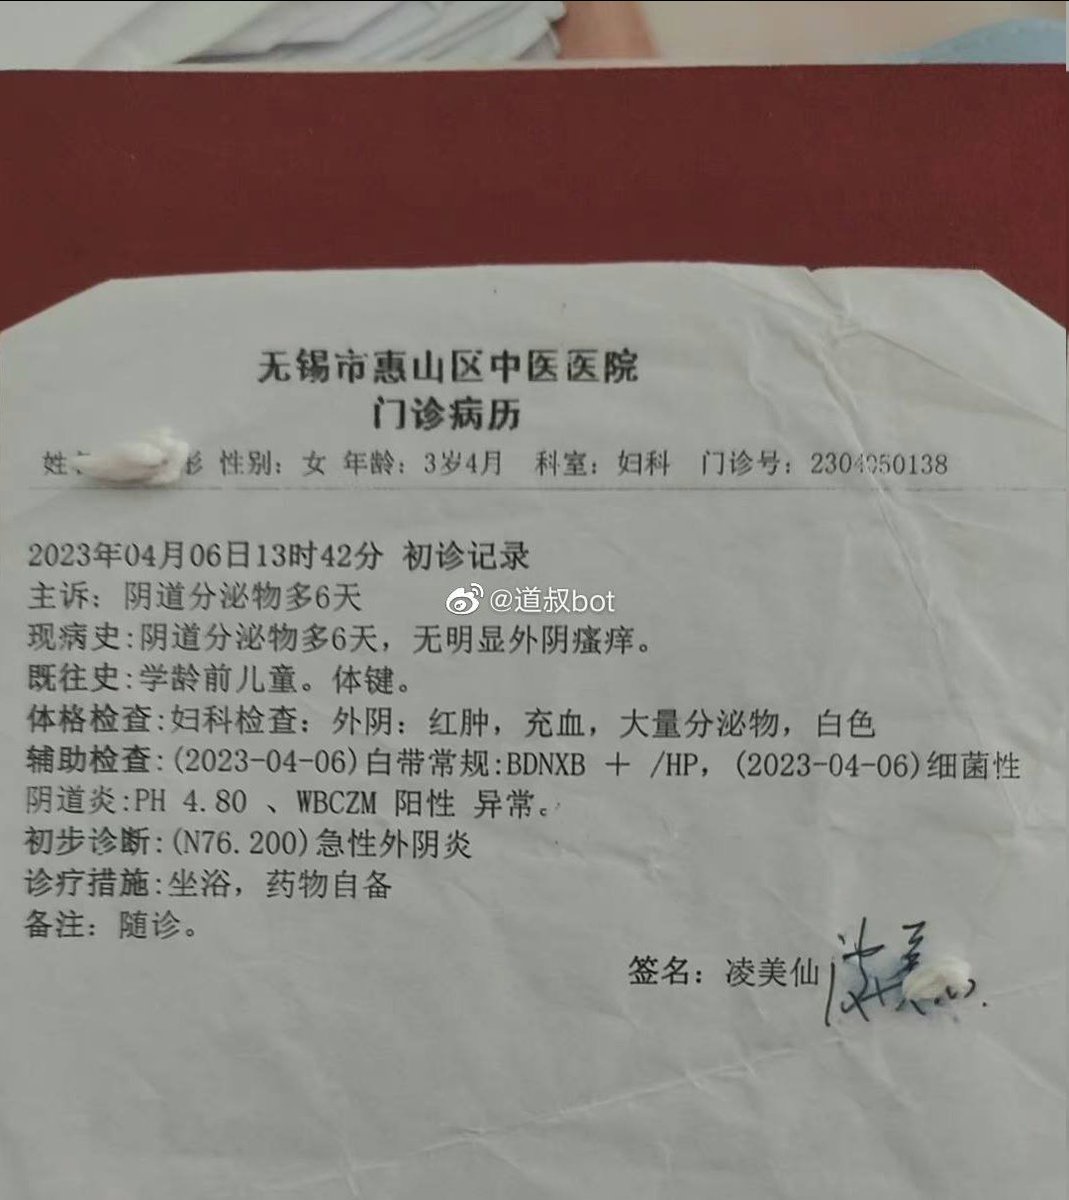 无锡市惠山区中医医院
门诊病历
姓 彤 性别：女 年龄：3岁4月 科室：妇科 门诊号：2304050138
2023年04月06日13时42分 初诊记录
主诉：阴道分泌物多6天
@道叔bot
现病史:阴道分泌物多6天，无明显外阴瘙痒。
既往史:学龄前儿童。体键。
体格检查:妇科检查：外阴：红肿，充血，大量分泌物，白色
辅助检查:(2023-04-06)白带常规:BDNXB ＋ /HP，(2023-04-06)细菌性
阴道炎:PH 4.80 、WBCZM 阳性 异常。
初步诊断:(N76.200)急性外阴炎
诊疗措施:坐浴，药物自备
备注：随诊。
签名：凌美仙